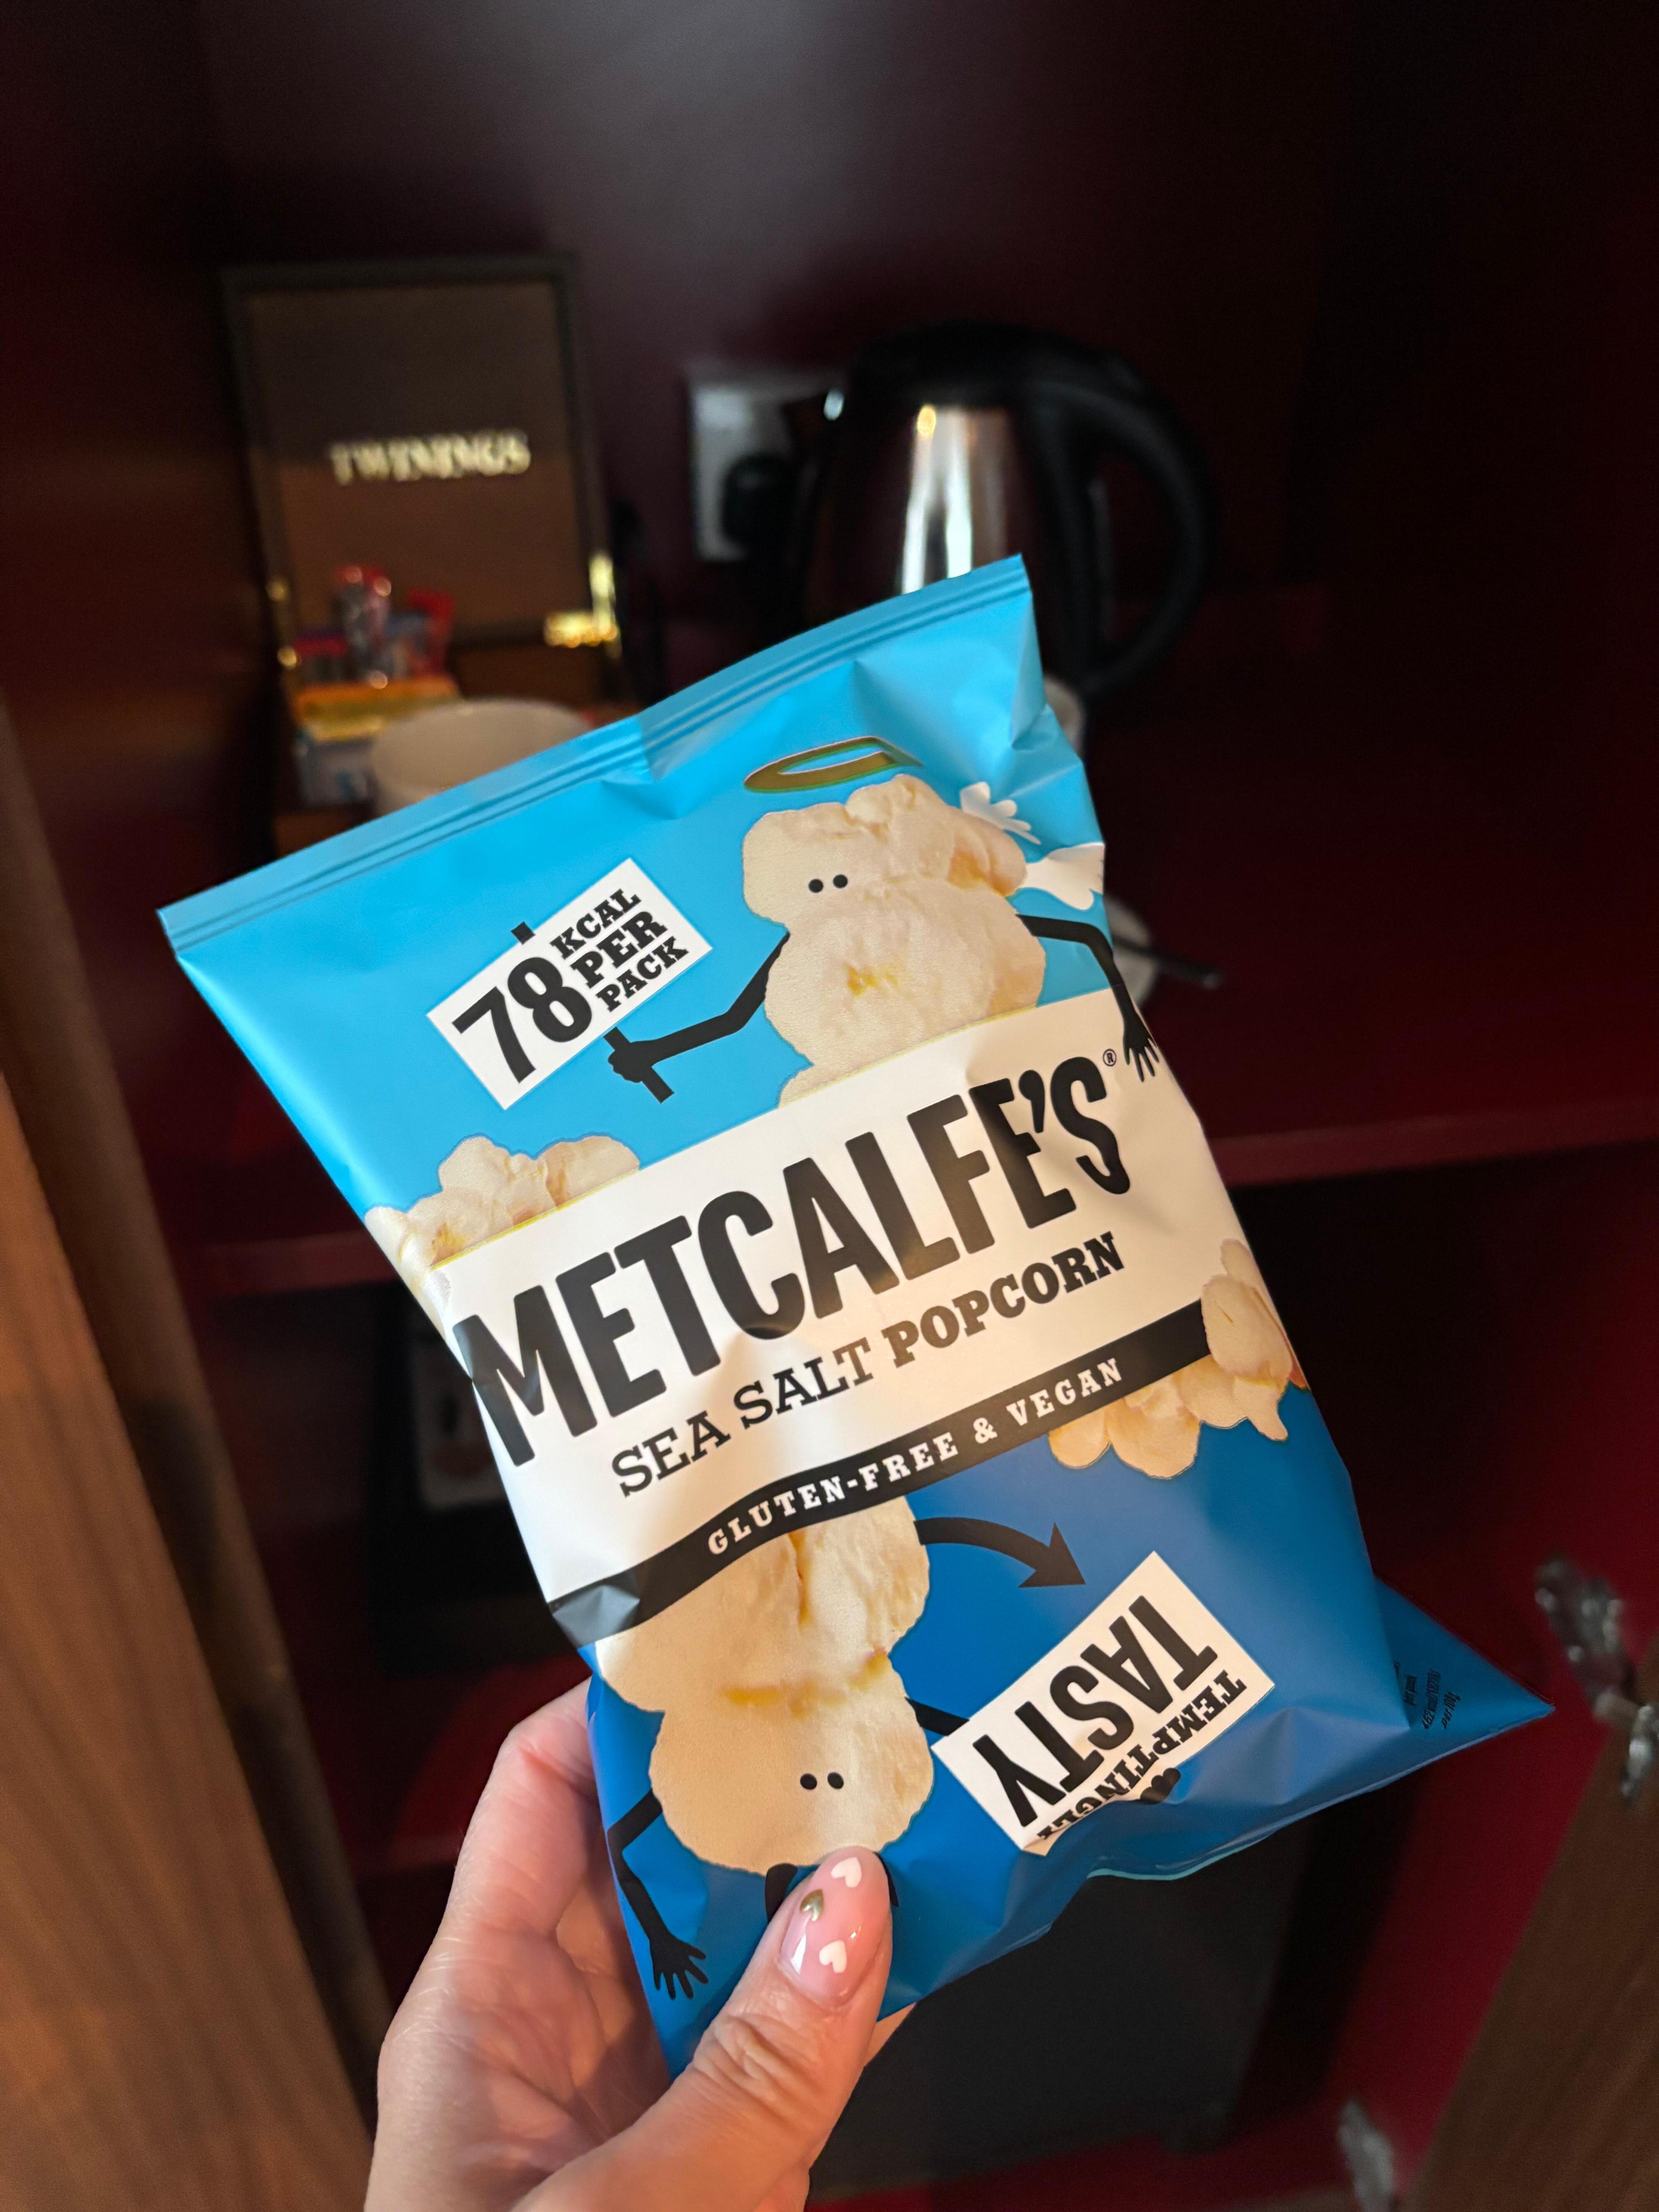 TWININGS
78
KCAL
PER
PACK
METCALFE'S®
SEA SALT POPCORN
GLUTEN-FREE & VEGAN
TEMPTINGLY
TASTY